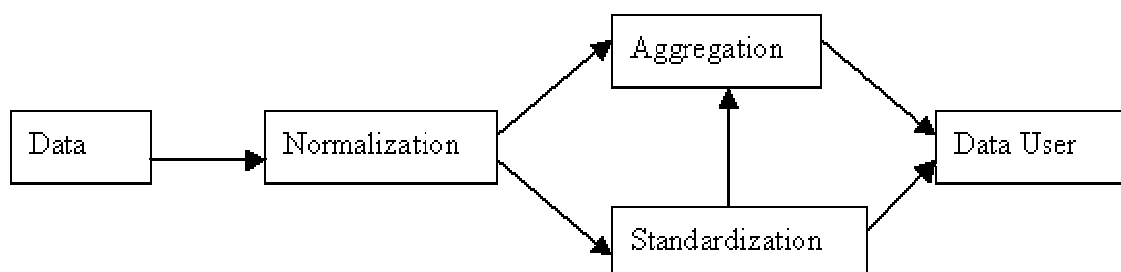 Aggregation
Data
Normalization
Data User
Standardization